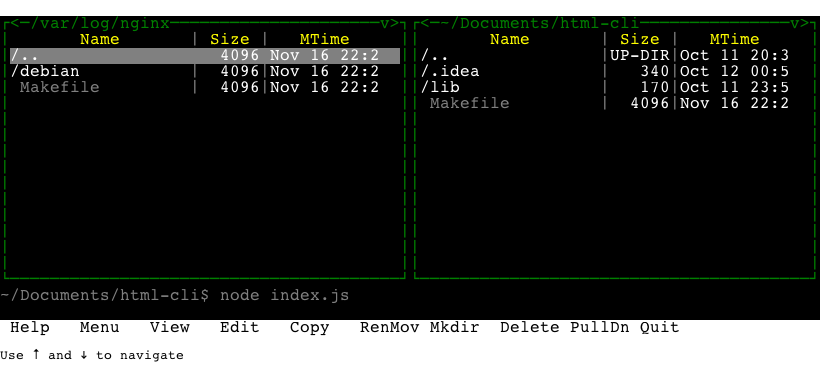 <─/var/log/nginx v> <─~/Documents/html-cli v>
Name | Size | MTime Name | Size | MTime
/.. 4096 Nov 16 22:2 /.. |UP-DIR|Oct 11 20:3
/debian | 4096|Nov 16 22:2 /.idea | 340|Oct 12 00:5
Makefile | 4096|Nov 16 22:2 /lib | 170|Oct 11 23:5
Makefile | 4096|Nov 16 22:2
~/Documents/html-cli$ node index.js
Help Menu View Edit Copy RenMov Mkdir Delete PullDn Quit
Use ↑ and ↓ to navigate